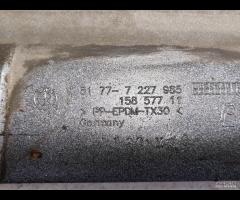 51 77- 7 227 985
158 577 11
> PP-EPDM-TX30 <
Germany